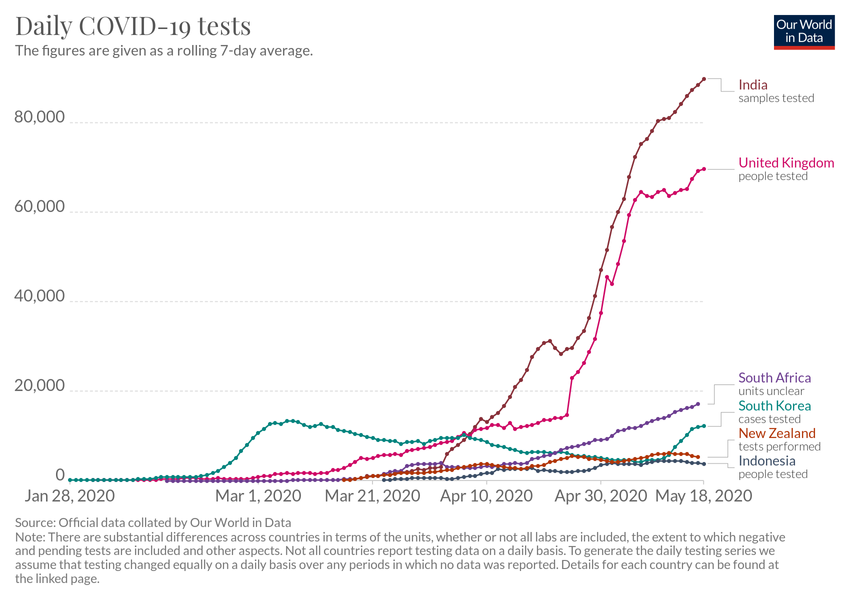 Daily COVID-19 tests
The figures are given as a rolling 7-day average.
Our World
in Data
India
samples tested
80,000
United Kingdom
people tested
60,000
40,000
20,000
South Africa
units unclear
South Korea
cases tested
New Zealand
tests performed
Indonesia
people tested
0
Jan 28, 2020
Mar 1, 2020
Mar 21, 2020
Apr 10, 2020
Apr 30, 2020
May 18, 2020
Source: Official data collated by Our World in Data
Note: There are substantial differences across countries in terms of the units, whether or not all labs are included, the extent to which negative
and pending tests are included and other aspects. Not all countries report testing data on a daily basis. To generate the daily testing series we
assume that testing changed equally on a daily basis over any periods in which no data was reported. Details for each country can be found at
the linked page.